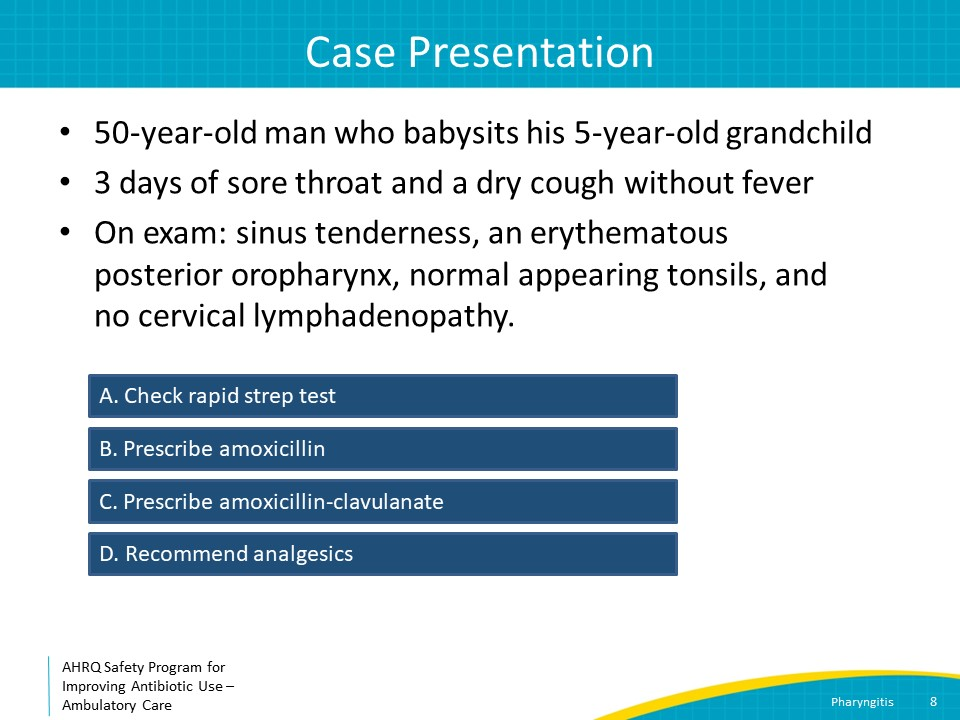 Case Presentation
• 50-year-old man who babysits his 5-year-old grandchild
• 3 days of sore throat and a dry cough without fever
• On exam: sinus tenderness, an erythematous
posterior oropharynx, normal appearing tonsils, and
no cervical lymphadenopathy.
A. Check rapid strep test
B. Prescribe amoxicillin
C. Prescribe amoxicillin-clavulanate
D. Recommend analgesics
AHRQ Safety Program for
Improving Antibiotic Use –
Ambulatory Care
Pharyngitis 8